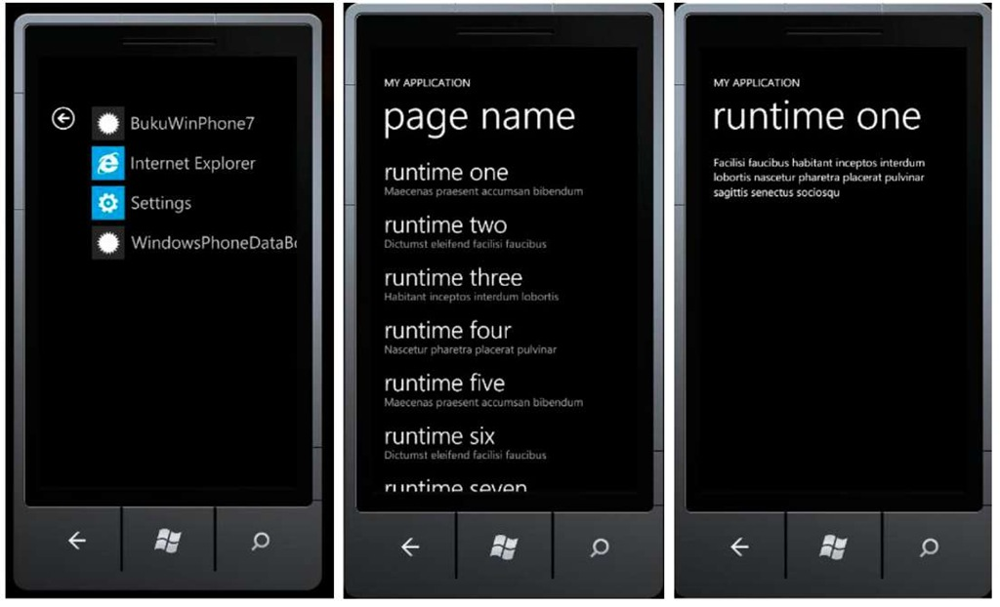 BukuWinPhone7
Internet Explorer
Settings
WindowsPhoneDataBo
MY APPLICATION
page name
runtime one
Maecenas praesent accumsan bibendum
runtime two
Dictumst eleifend facilisi faucibus
runtime three
Habitant inceptos interdum lobortis
runtime four
Nascetur pharetra placerat pulvinar
runtime five
Maecenas praesent accumsan bibendum
runtime six
Dictumst eleifend facilisi faucibus
runtime seven
MY APPLICATION
runtime one
Facilisi faucibus habitant inceptos interdum
lobortis nascetur pharetra placerat pulvinar
sagittis senectus sociosqu